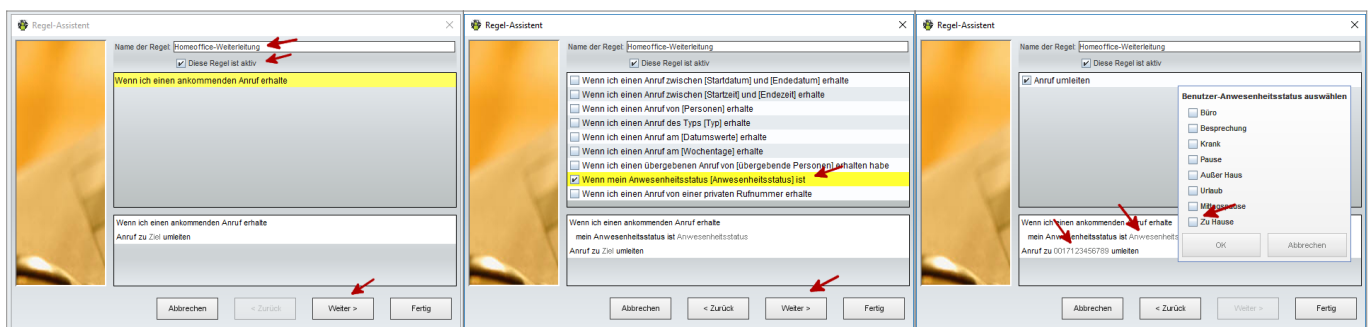 Regel-Assistent
Name der Regel: Homeoffice-Weiterleitung
Diese Regel ist aktiv
Wenn ich einen ankommenden Anruf erhalte
Wenn ich einen ankommenden Anruf erhalte
Anruf zu Ziel umleiten
Abbrechen
< Zurück
Weiter >
Fertig
Regel-Assistent
Name der Regel: Homeoffice-Weiterleitung
Diese Regel ist aktiv
Wenn ich einen Anruf zwischen [Startdatum] und [Endedatum] erhalte
Wenn ich einen Anruf zwischen [Startzeit] und [Endezeit] erhalte
Wenn ich einen Anruf von [Personen] erhalte
Wenn ich einen Anruf des Typs [Typ] erhalte
Wenn ich einen Anruf am [Datumswerte] erhalte
Wenn ich einen Anruf am [Wochentage] erhalte
Wenn ich einen übergebenen Anruf von [übergebende Personen] erhalten habe
Wenn mein Anwesenheitsstatus [Anwesenheitsstatus] ist
Wenn ich einen Anruf von einer privaten Rufnummer erhalte
Wenn ich einen ankommenden Anruf erhalte
mein Anwesenheitsstatus ist Anwesenheitsstatus
Anruf zu Ziel umleiten
Abbrechen
< Zurück
Weiter >
Fertig
Regel-Assistent
Name der Regel: Homeoffice-Weiterleitung
Diese Regel ist aktiv
Anruf umleiten
Benutzer-Anwesenheitsstatus auswählen
Büro
Besprechung
Krank
Pause
Außer Haus
Urlaub
Mittagspause
Zu Hause
OK
Abbrechen
Wenn ich einen ankommenden Anruf erhalte
mein Anwesenheitsstatus ist Anwesenheits
Anruf zu 0017123456789 umleiten
Abbrechen
< Zurück
Weiter >
Fertig